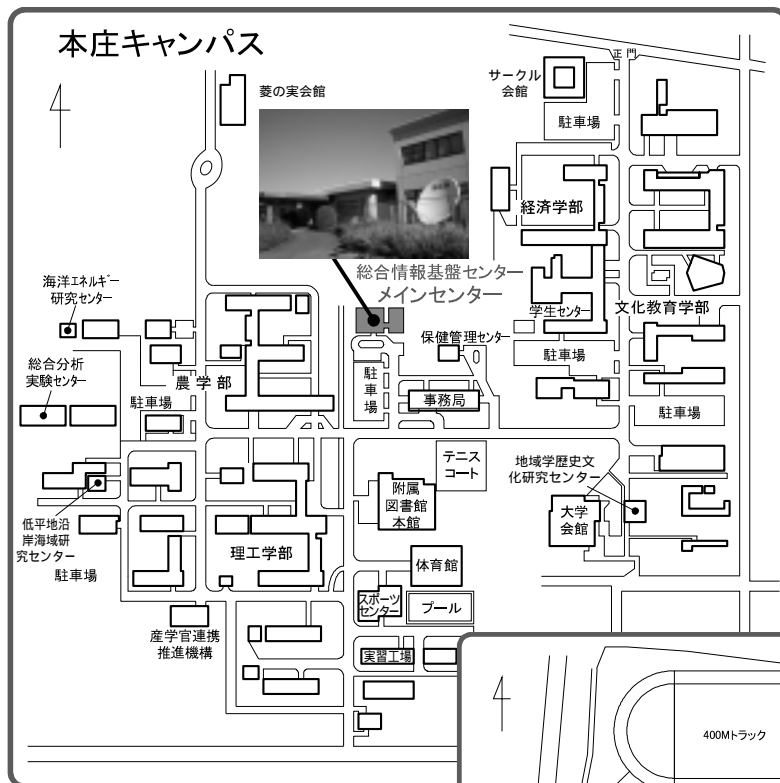 本庄キャンパス
正門
サークル
会館
菱の実会館
駐車場
経済学部
総合情報基盤センター
メインセンター
海洋エネルギー
研究センター
学生センター
文化教育学部
保健管理センター
総合分析
実験センター
農学部
駐車場
駐車場
駐車場
事務局
駐車場
テニス
コート
地域学歴史文
化研究センター
附属
図書館
本館
大学
会館
低平地沿
岸海域研
究センター
理工学部
体育館
駐車場
スポーツ
センター
プール
産学官連携
推進機構
実習工場
400Mトラック